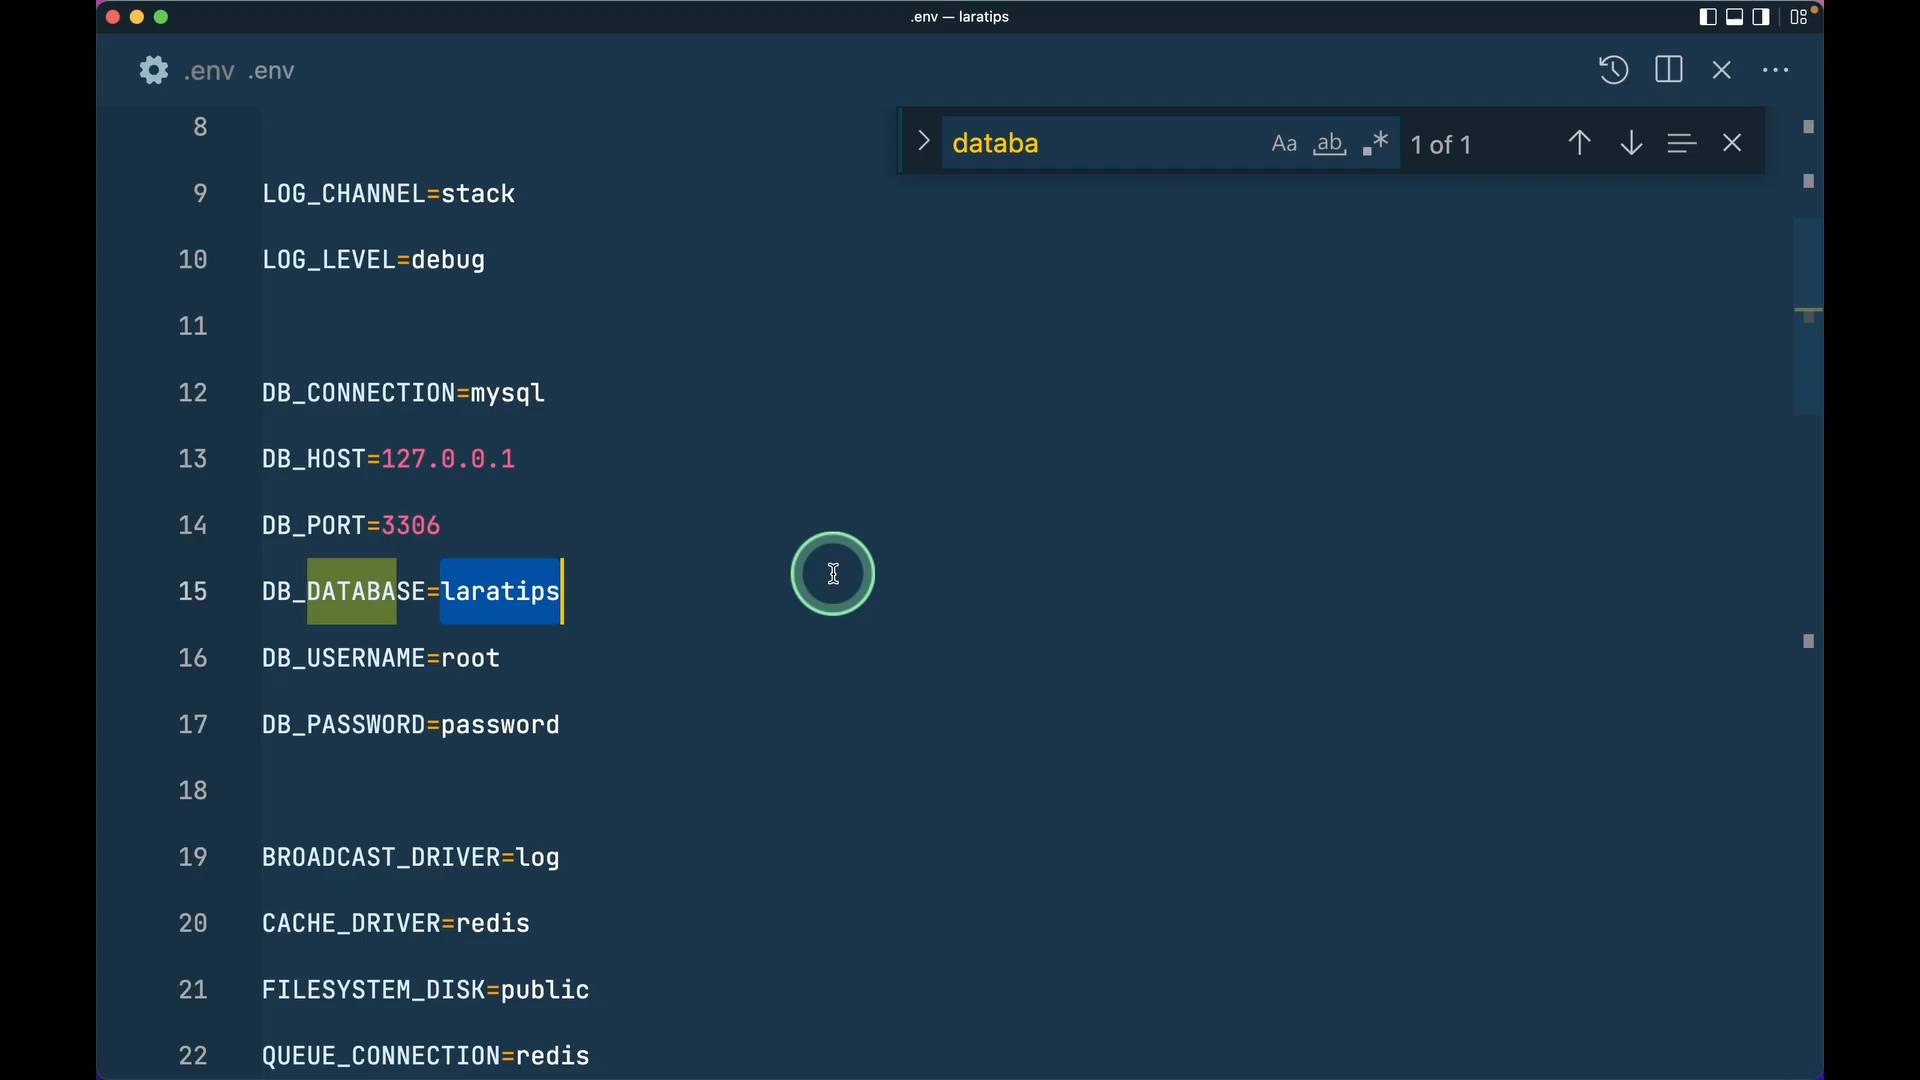 .env — laratips
.env .env
databa
Aa ab .* 1 of 1
8
9 LOG_CHANNEL=stack
10 LOG_LEVEL=debug
11
12 DB_CONNECTION=mysql
13 DB_HOST=127.0.0.1
14 DB_PORT=3306
15 DB_DATABASE=laratips
16 DB_USERNAME=root
17 DB_PASSWORD=password
18
19 BROADCAST_DRIVER=log
20 CACHE_DRIVER=redis
21 FILESYSTEM_DISK=public
22 QUEUE_CONNECTION=redis